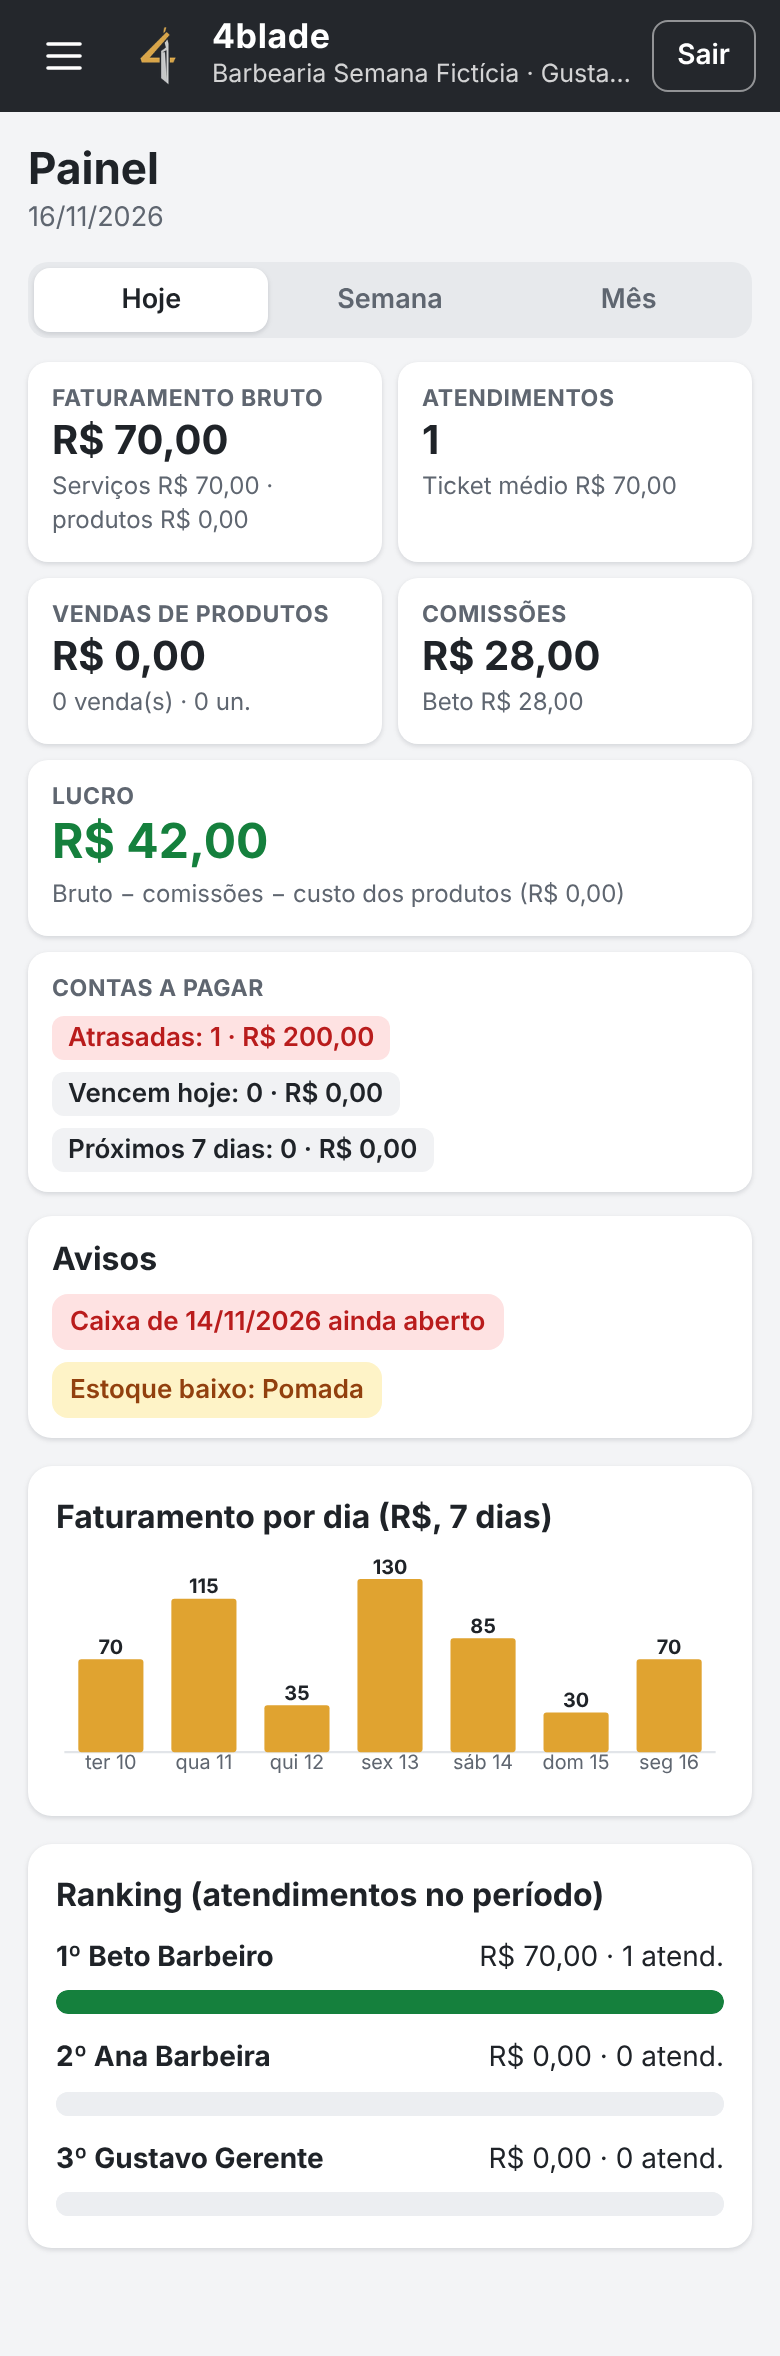 4blade
Barbearia Semana Fictícia · Gusta...
Sair
Painel
16/11/2026
Hoje
Semana
Mês
FATURAMENTO BRUTO
R$ 70,00
Serviços R$ 70,00 ·
produtos R$ 0,00
ATENDIMENTOS
1
Ticket médio R$ 70,00
VENDAS DE PRODUTOS
R$ 0,00
0 venda(s) · 0 un.
COMISSÕES
R$ 28,00
Beto R$ 28,00
LUCRO
R$ 42,00
Bruto − comissões − custo dos produtos (R$ 0,00)
CONTAS A PAGAR
Atrasadas: 1 · R$ 200,00
Vencem hoje: 0 · R$ 0,00
Próximos 7 dias: 0 · R$ 0,00
Avisos
Caixa de 14/11/2026 ainda aberto
Estoque baixo: Pomada
Faturamento por dia (R$, 7 dias)
70
115
35
130
85
30
70
ter 10
qua 11
qui 12
sex 13
sáb 14
dom 15
seg 16
Ranking (atendimentos no período)
1º Beto Barbeiro
R$ 70,00 · 1 atend.
2º Ana Barbeira
R$ 0,00 · 0 atend.
3º Gustavo Gerente
R$ 0,00 · 0 atend.